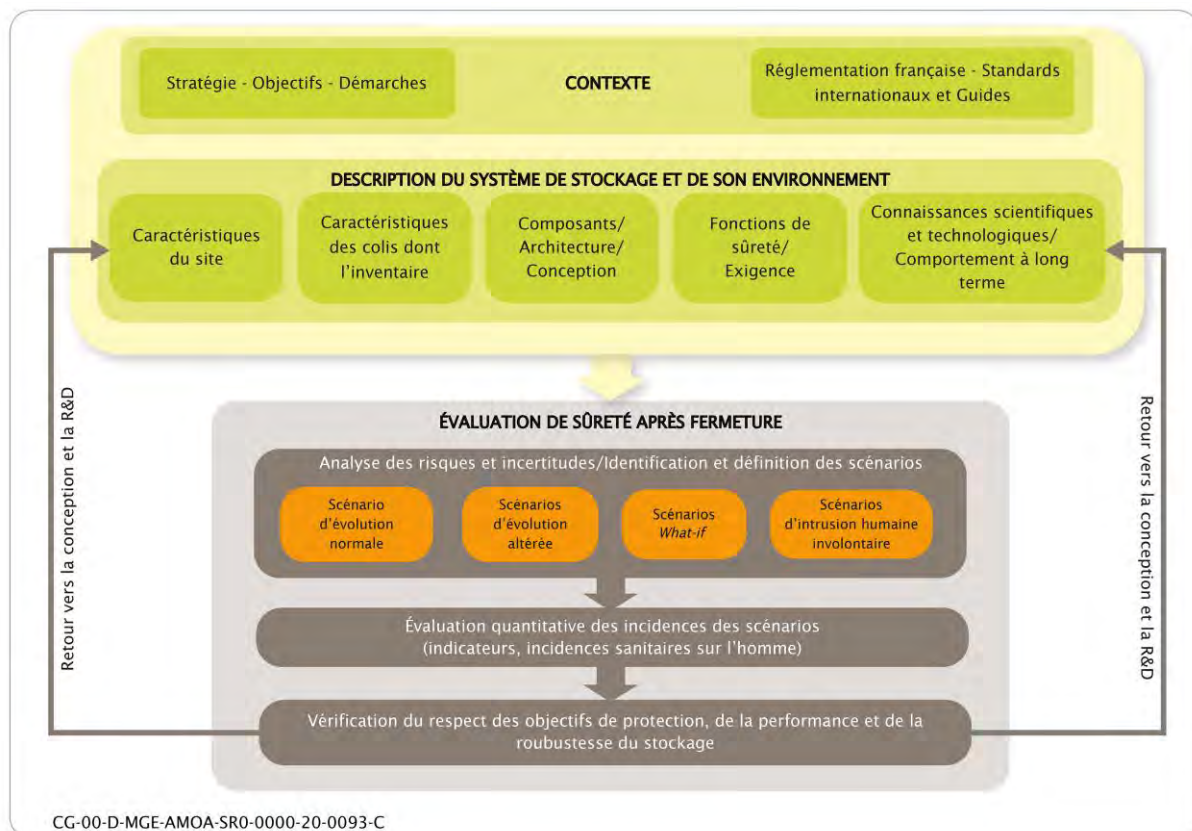 Stratégie - Objectifs - Démarches
CONTEXTE
Réglementation française - Standards
internationaux et Guides
DESCRIPTION DU SYSTÈME DE STOCKAGE ET DE SON ENVIRONNEMENT
Caractéristiques
du site
Caractéristiques
des colis dont
l'inventaire
Composants/
Architecture/
Conception
Fonctions de
sûreté/
Exigence
Connaissances scientifiques
et technologiques/
Comportement à long
terme
Retour vers la conception et la R&D
Retour vers la conception et la R&D
ÉVALUATION DE SÛRETÉ APRÈS FERMETURE
Analyse des risques et incertitudes/Identification et définition des scénarios
Scénario
d'évolution
normale
Scénarios
d'évolution
altérée
Scénarios
What-if
Scénarios
d'intrusion humaine
involontaire
Évaluation quantitative des incidences des scénarios
(indicateurs, incidences sanitaires sur l'homme)
Vérification du respect des objectifs de protection, de la performance et de la
roubustesse du stockage
CG-00-D-MGE-AMOA-SR0-0000-20-0093-C